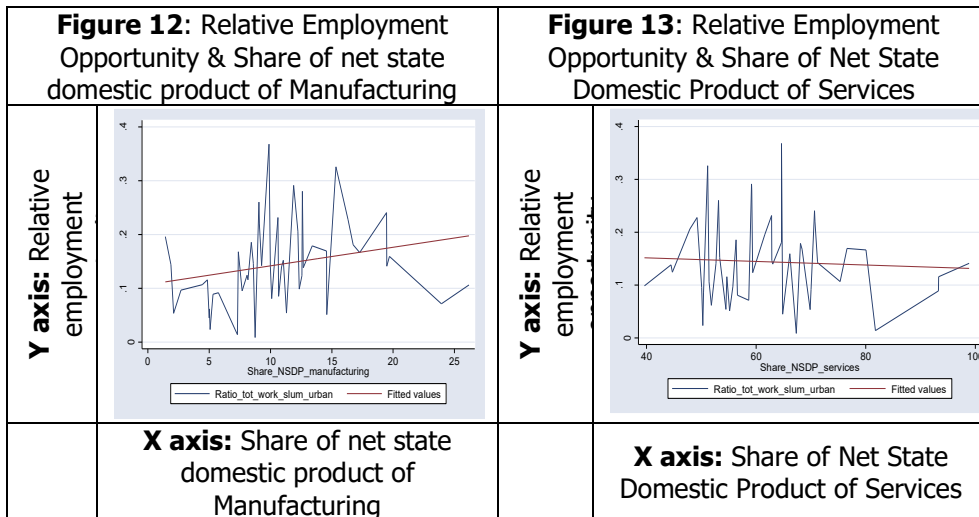 Figure 12: Relative Employment
Opportunity & Share of net state
domestic product of Manufacturing
Figure 13: Relative Employment
Opportunity & Share of Net State
Domestic Product of Services
Y axis: Relative
employment
.4
.3
.2
.1
0
0
5
10
15
20
25
Share_NSDP_manufacturing
Ratio_tot_work_slum_urban
Fitted values
Y axis: Relative
employment
.4
.3
.2
.1
0
40
60
80
100
Share_NSDP_services
Ratio_tot_work_slum_urban
Fitted values
X axis: Share of net state
domestic product of
Manufacturing
X axis: Share of Net State
Domestic Product of Services